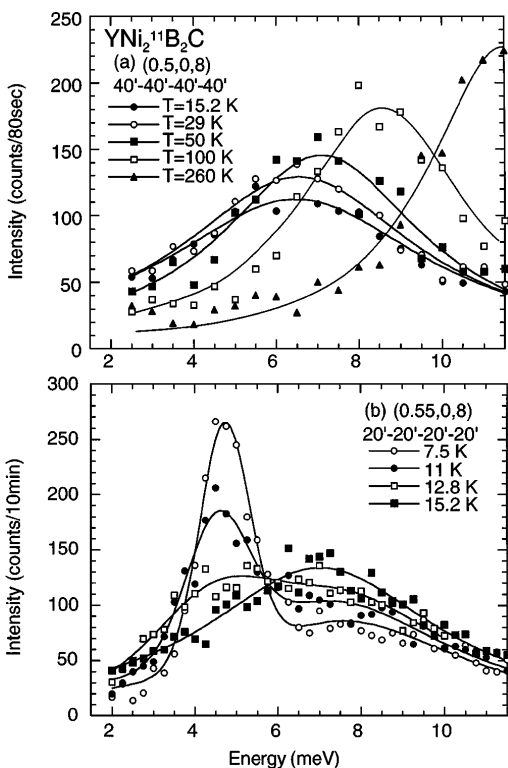 YNi₂¹¹B₂C
(a) (0.5,0,8)
40'-40'-40'-40'
T=15.2 K
T=29 K
T=50 K
T=100 K
T=260 K
Intensity (counts/80sec)
250
200
150
100
50
0
2
4
6
8
10
(b) (0.55,0,8)
20'-20'-20'-20'
7.5 K
11 K
12.8 K
15.2 K
Intensity (counts/10min)
300
250
200
150
100
50
0
2
4
6
8
10
Energy (meV)